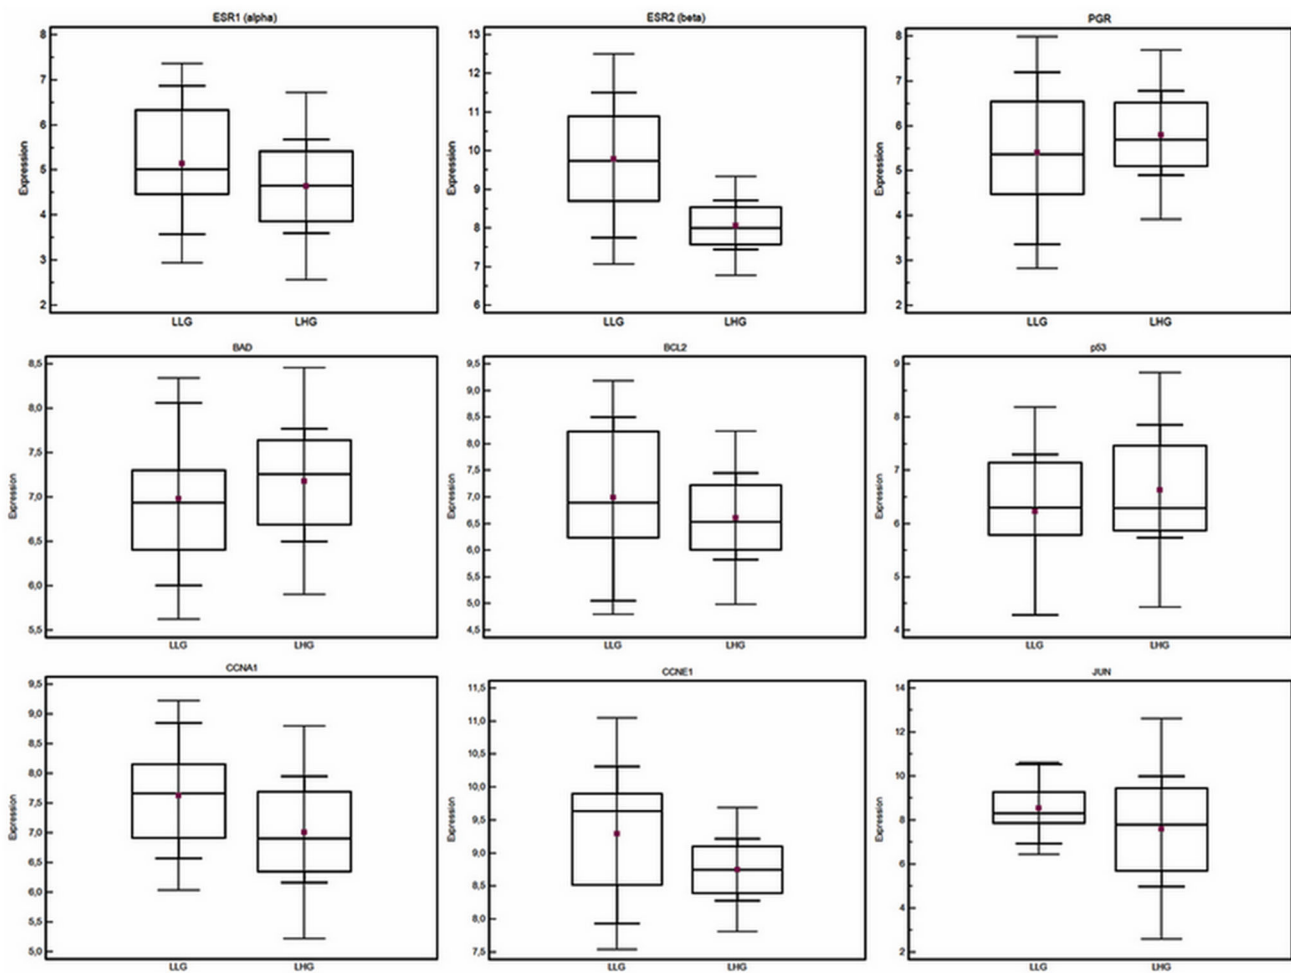 ESR1 (alpha)
8
7
6
5
4
3
2
Expression
LLG
LHG
ESR2 (beta)
13
12
11
10
9
8
7
6
Expression
LLG
LHG
PGR
8
7
6
5
4
3
2
Expression
LLG
LHG
BAD
8,5
8,0
7,5
7,0
6,5
6,0
5,5
Expression
LLG
LHG
BCL2
9,5
9,0
8,5
8,0
7,5
7,0
6,5
6,0
5,5
5,0
4,5
Expression
LLG
LHG
p53
9
8
7
6
5
4
Expression
LLG
LHG
CCNA1
9,5
9,0
8,5
8,0
7,5
7,0
6,5
6,0
5,5
5,0
Expression
LLG
LHG
CCNE1
11,5
11,0
10,5
10,0
9,5
9,0
8,5
8,0
7,5
Expression
LLG
LHG
JUN
14
12
10
8
6
4
2
Expression
LLG
LHG